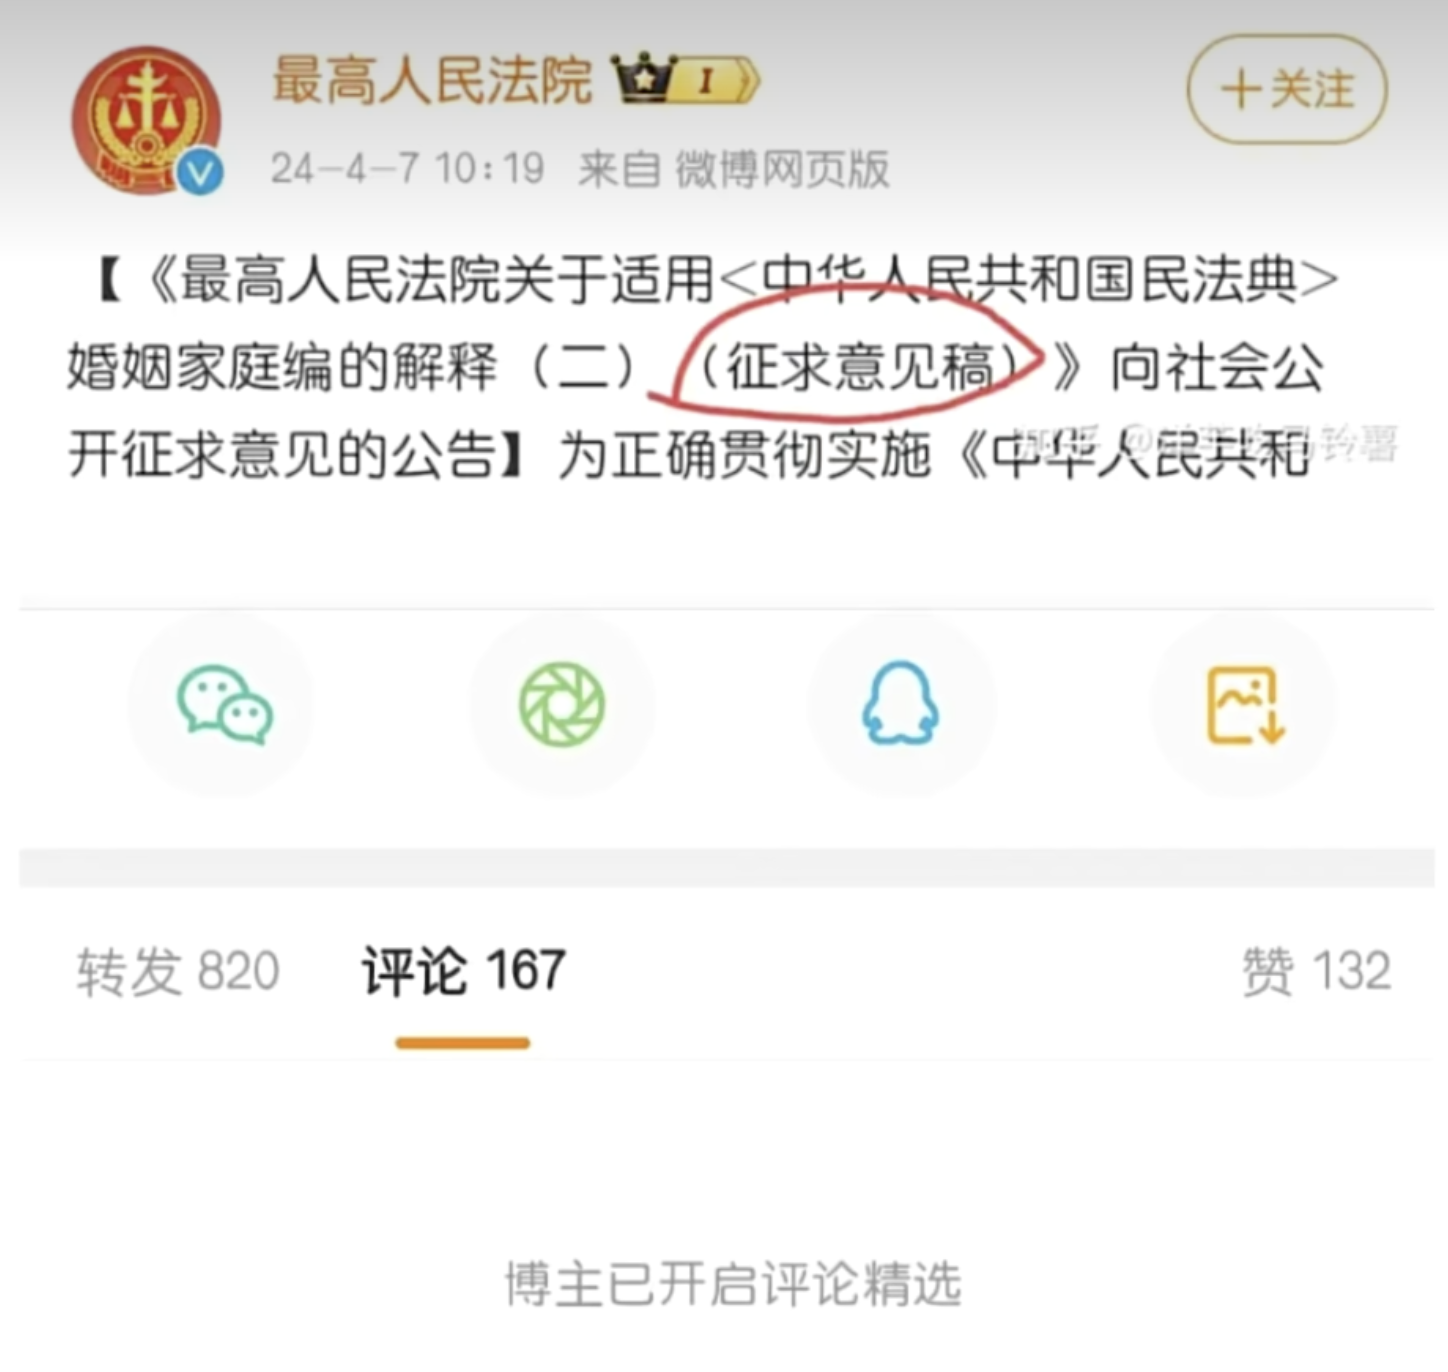 最高人民法院 I
+关注
24-4-7 10:19 来自 微博网页版
【《最高人民法院关于适用<中华人民共和国民法典>
婚姻家庭编的解释（二）（征求意见稿）》向社会公
开征求意见的公告】为正确贯彻实施《中华人民共和
知乎
转发 820 评论 167 赞 132
博主已开启评论精选